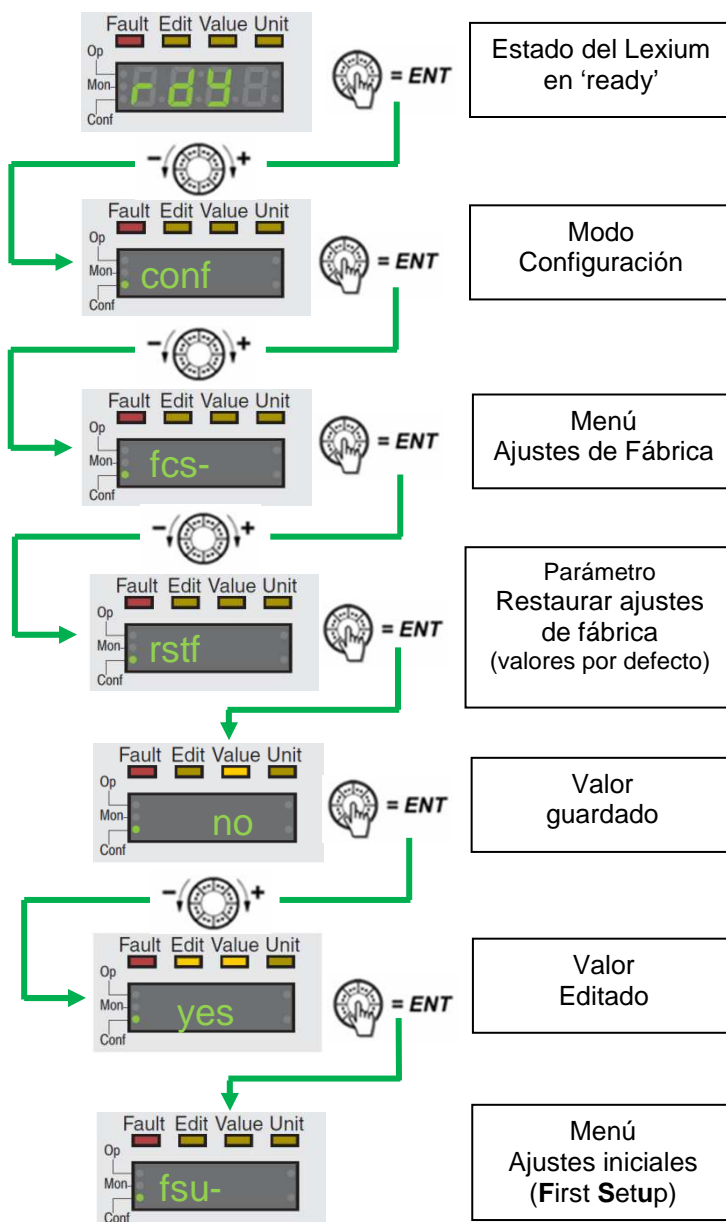 Fault Edit Value Unit
Op
Mon
Conf
rdy
= ENT
Estado del Lexium
en ‘ready’
- +
Fault Edit Value Unit
Op
Mon
Conf
conf
= ENT
Modo
Configuración
- +
Fault Edit Value Unit
Op
Mon
Conf
fcs-
= ENT
Menú
Ajustes de Fábrica
- +
Fault Edit Value Unit
Op
Mon
Conf
rstf
= ENT
Parámetro
Restaurar ajustes
de fábrica
(valores por defecto)
Fault Edit Value Unit
Op
Mon
Conf
no
= ENT
Valor
guardado
- +
Fault Edit Value Unit
Op
Mon
Conf
yes
= ENT
Valor
Editado
Fault Edit Value Unit
Op
Mon
Conf
fsu-
Menú
Ajustes iniciales
(First Setup)